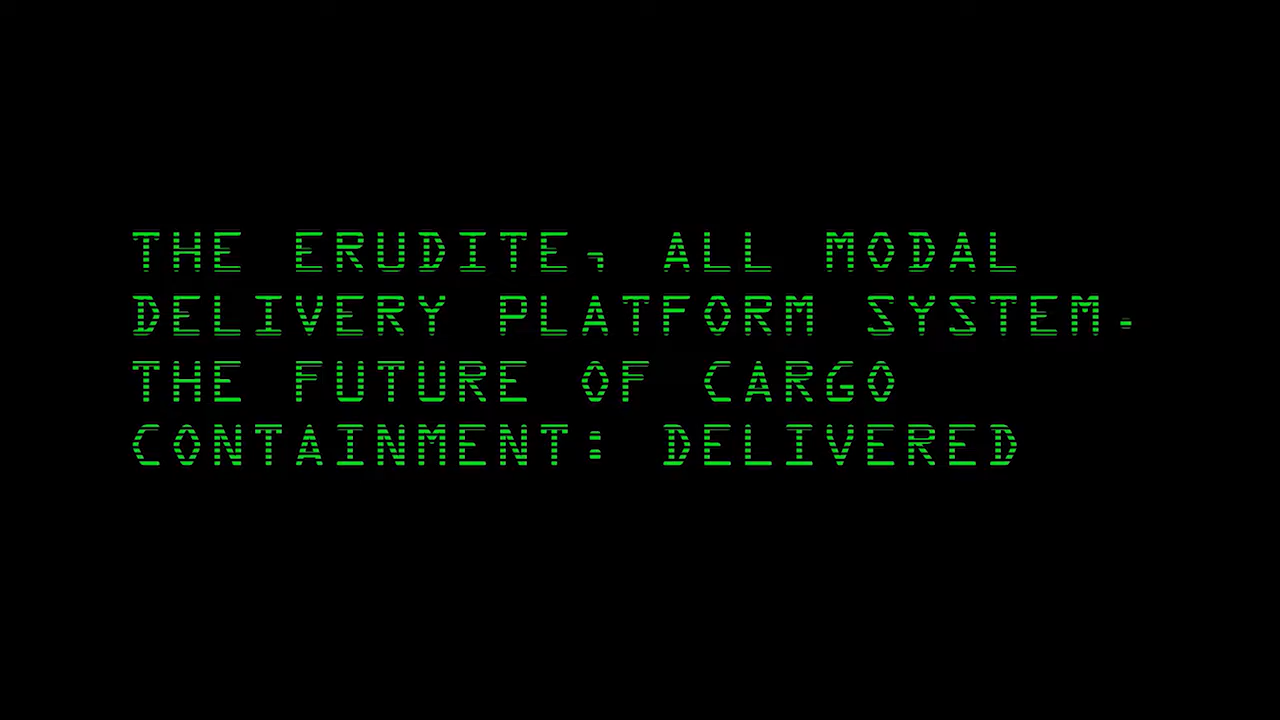 THE ERUDITE, ALL MODAL
DELIVERY PLATFORM SYSTEM.
THE FUTURE OF CARGO
CONTAINMENT: DELIVERED